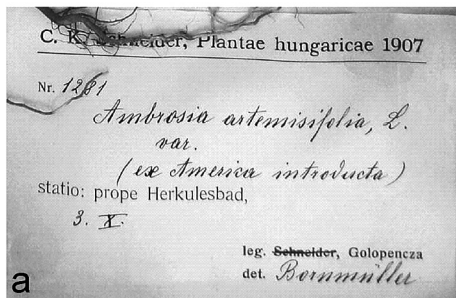 C. K. Schneider, Plantae hungaricae 1907
Nr. 1281
Ambrosia artemisifolia, L.
var.
(ex America introducta)
statio: prope Herkulesbad,
3. X.
leg. Schneider, Golopencza
det. Bornmüller
a